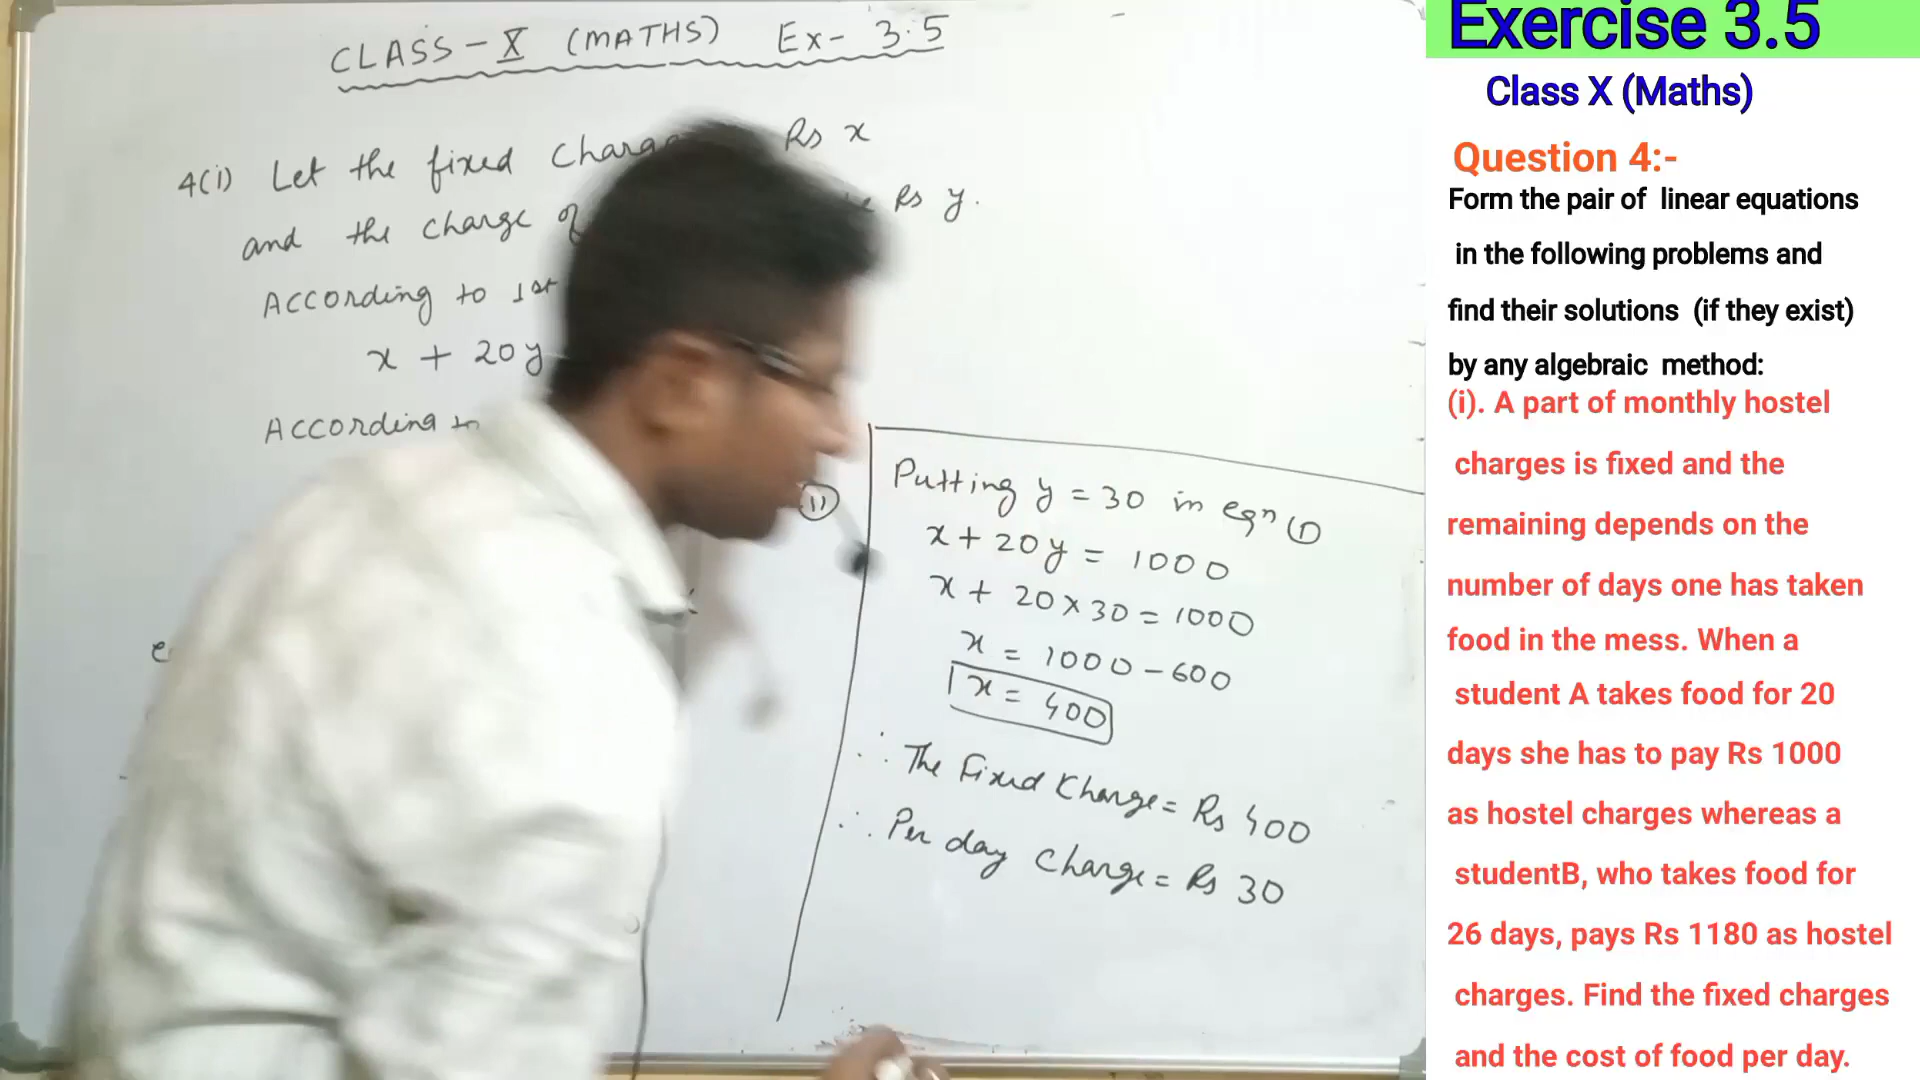 CLASS - X (MATHS) Ex- 3.5
4(i) Let the fixed Rs x
and the charge of Rs y.
According to 1st
x + 20y
According
(11)
Putting y = 30 in eqn (1)
x + 20y = 1000
x + 20 × 30 = 1000
x = 1000 - 600
x = 400
∴ The Fixed Charge = Rs 400
∴ Per day Charge = Rs 30
Exercise 3.5
Class X (Maths)
Question 4:-
Form the pair of linear equations
in the following problems and
find their solutions (if they exist)
by any algebraic method:
(i). A part of monthly hostel
charges is fixed and the
remaining depends on the
number of days one has taken
food in the mess. When a
student A takes food for 20
days she has to pay Rs 1000
as hostel charges whereas a
studentB, who takes food for
26 days, pays Rs 1180 as hostel
charges. Find the fixed charges
and the cost of food per day.